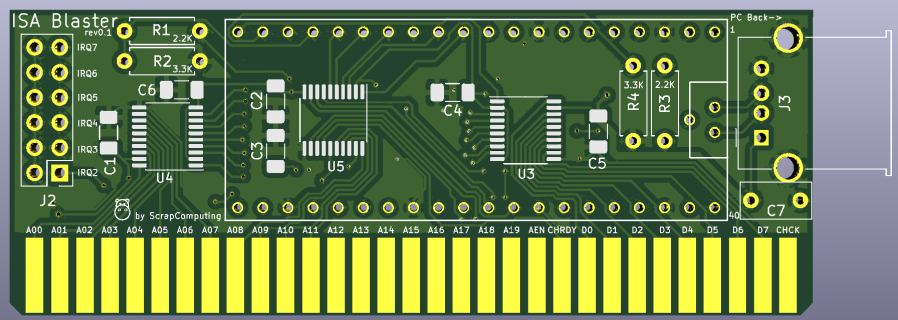 ISA Blaster
rev0.1
R1
2.2K
R2
3.3K
PC Back->
1
IRQ7
IRQ6
IRQ5
IRQ4
IRQ3
IRQ2
J2
C6
C1
U4
C2
C3
U5
C4
U3
C5
3.3K
R4
2.2K
R3
J3
C7
40
by ScrapComputing
A00 A01 A02 A03 A04 A05 A06 A07 A08 A09 A10 A11 A12 A13 A14 A15 A16 A17 A18 A19 AEN CHRDY D0 D1 D2 D3 D4 D5 D6 D7 CHCK